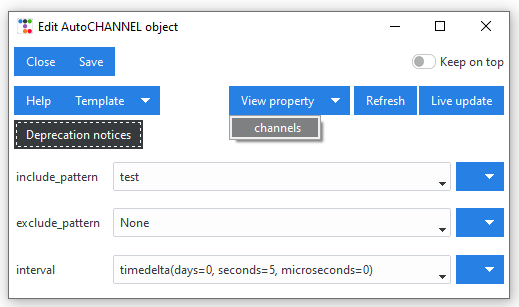 Edit AutoCHANNEL object
Close Save Keep on top
Help Template View property Refresh Live update
channels
Deprecation notices
include_pattern test
exclude_pattern None
interval timedelta(days=0, seconds=5, microseconds=0)